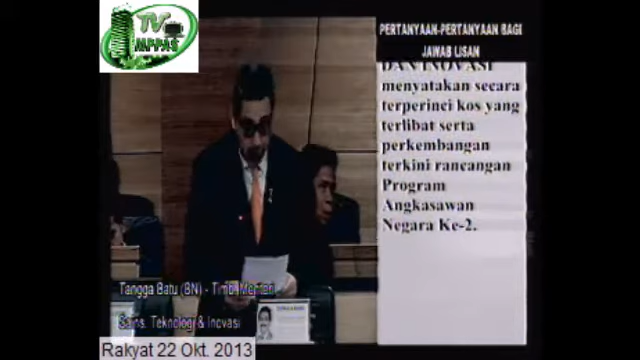 TV
MPPAS
PERTANYAAN-PERTANYAAN BAGI
JAWAB LISAN
DAN INOVASI
menyatakan secara
terperinci kos yang
terlibat serta
perkembangan
terkini rancangan
Program
Angkasawan
Negara Ke-2.
Tangga Batu (BN) - Timb. Menteri
Sains, Teknologi & Inovasi
Rakyat 22 Okt. 2013